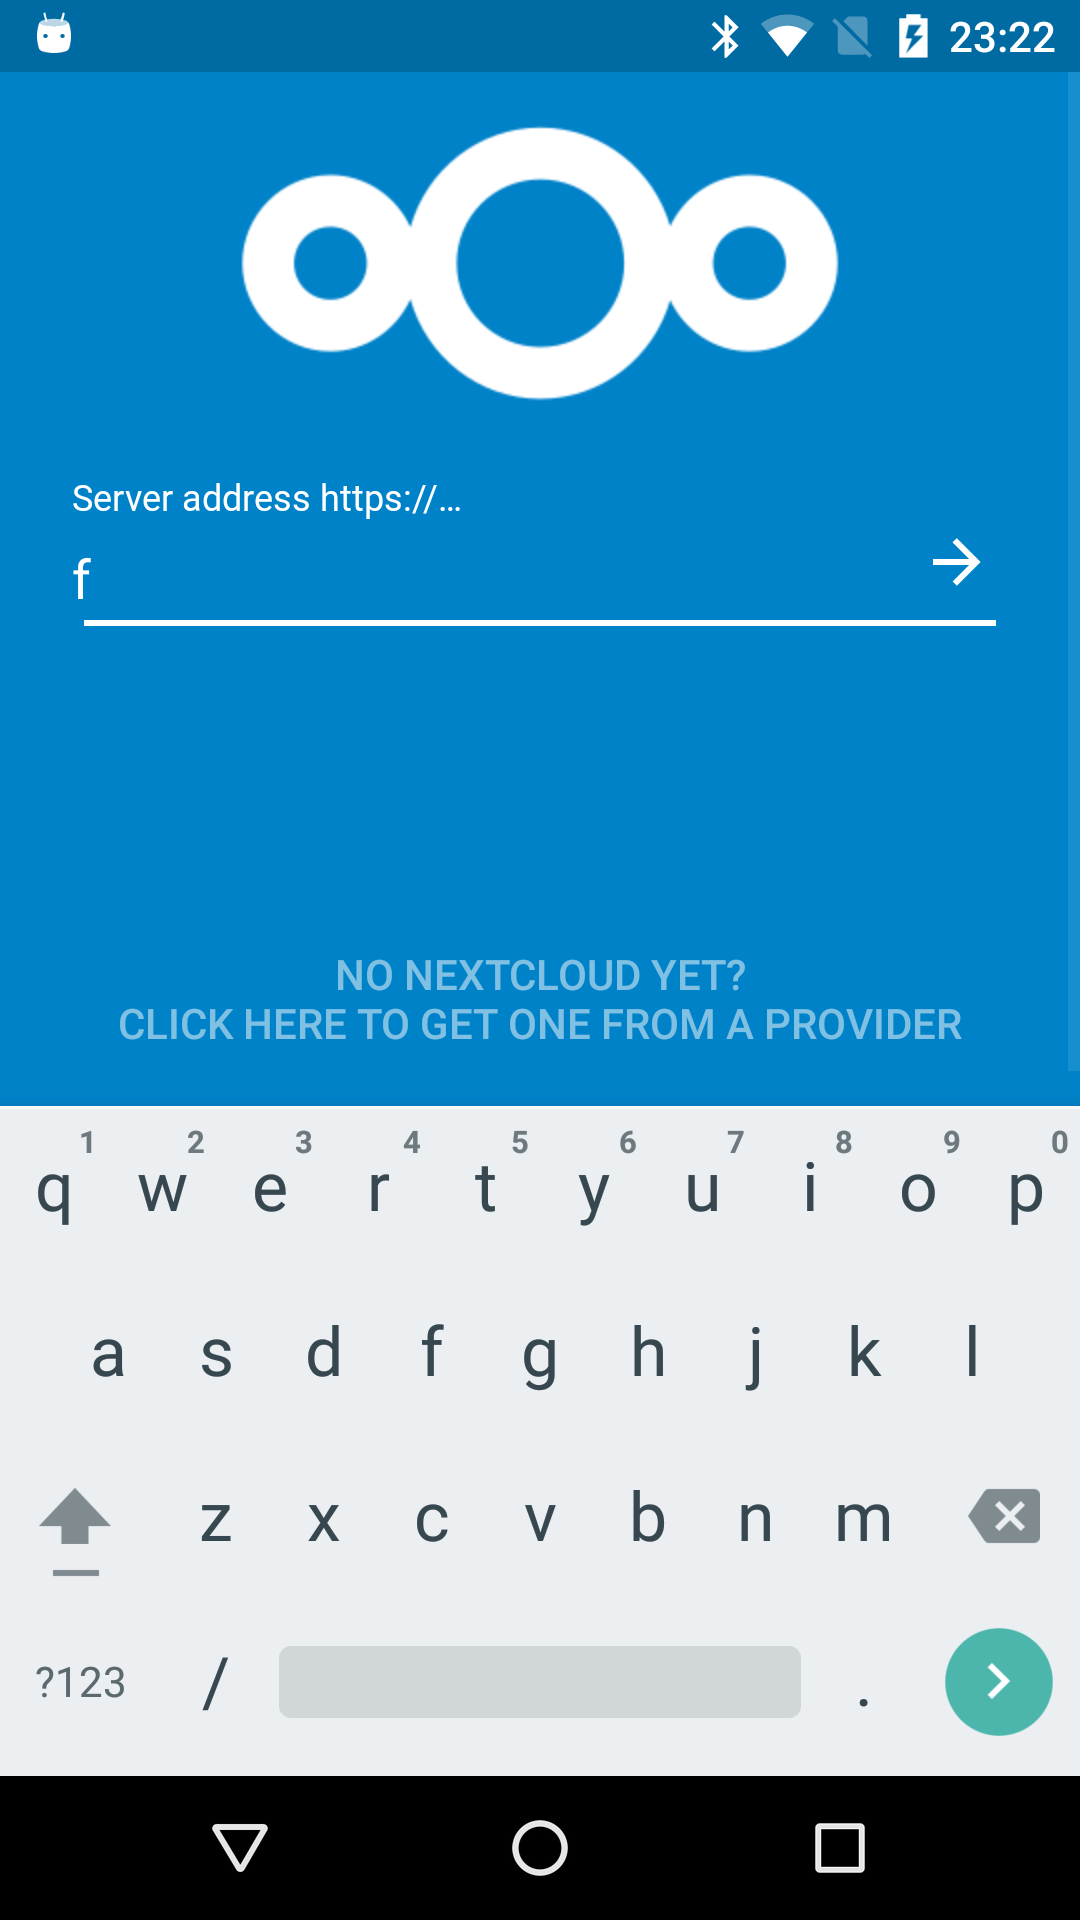 23:22
Server address https://…
f
NO NEXTCLOUD YET?
CLICK HERE TO GET ONE FROM A PROVIDER
1 2 3 4 5 6 7 8 9 0
q w e r t y u i o p
a s d f g h j k l
z x c v b n m
?123 / .